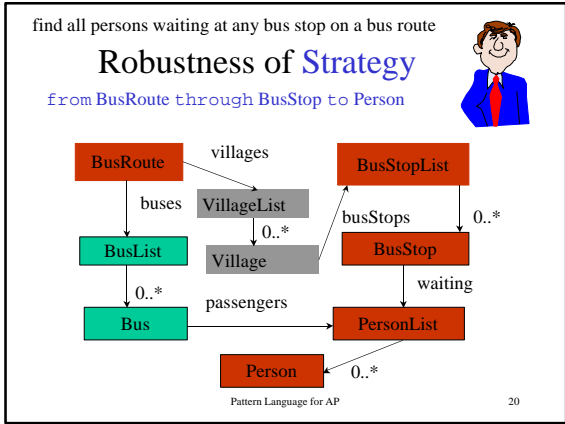 find all persons waiting at any bus stop on a bus route
Robustness of Strategy
from BusRoute through BusStop to Person
villages
BusRoute
BusStopList
buses
VillageList
busStops
0..*
0..*
BusList
Village
BusStop
0..*
waiting
passengers
Bus
PersonList
Person
0..*
Pattern Language for AP
20